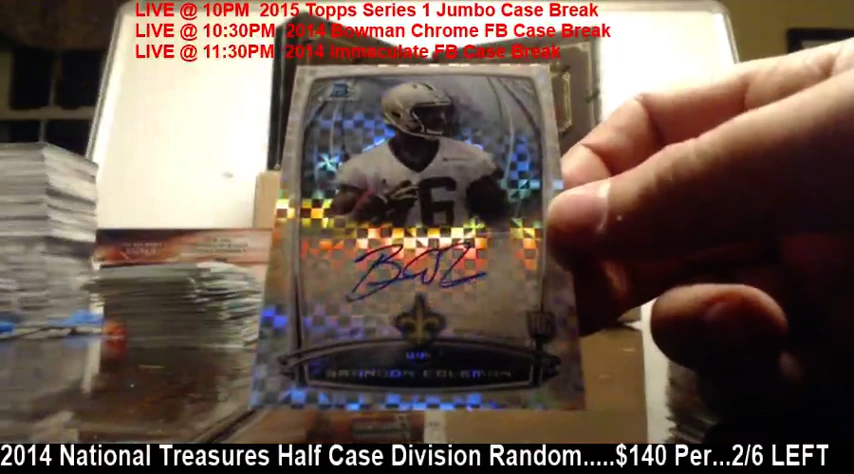 LIVE @ 10PM 2015 Topps Series 1 Jumbo Case Break
LIVE @ 10:30PM 2014 Bowman Chrome FB Case Break
LIVE @ 11:30PM 2014 Immaculate FB Case Break
B
76
WR
BRANDON COLEMAN
2014 National Treasures Half Case Division Random.....$140 Per...2/6 LEFT